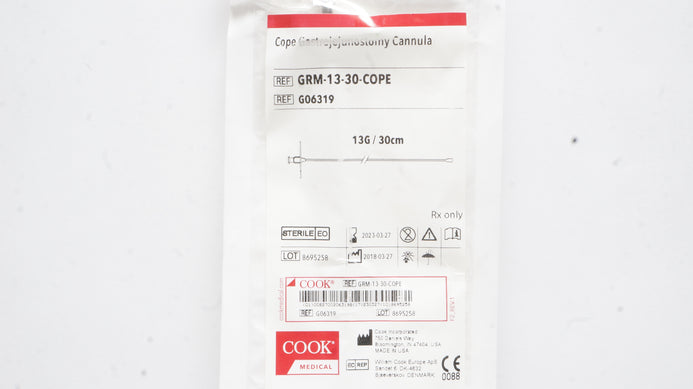 Cope Gastrojejunostomy Cannula
REF GRM-13-30-COPE
REF G06319
13G / 30cm
Rx only
STERILE EO 2023-03-27
LOT 8695258 2018 03 27
COOK® REF GRM-13-30-COPE
REF G06319 LOT 8695258
cookmedical.com
COOK®
MEDICAL
Cook Incorporated
750 Daniels Way
Bloomington, IN 47404, USA
MADE IN USA
EC REP William Cook Europe ApS
Sandet 6, DK-4632
Bjaeverskov, DENMARK
CE
0088